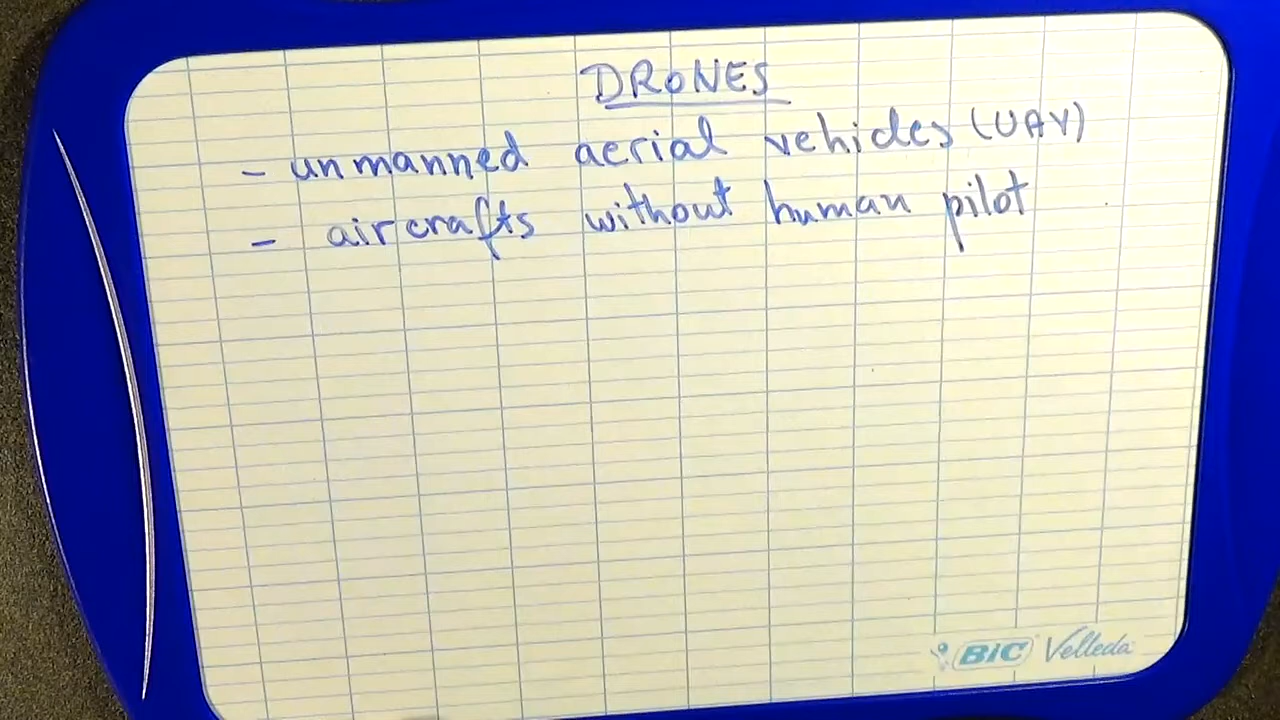 DRONES
- unmanned aerial vehicles (UAV)
- aircrafts without human pilot
BIC Velleda